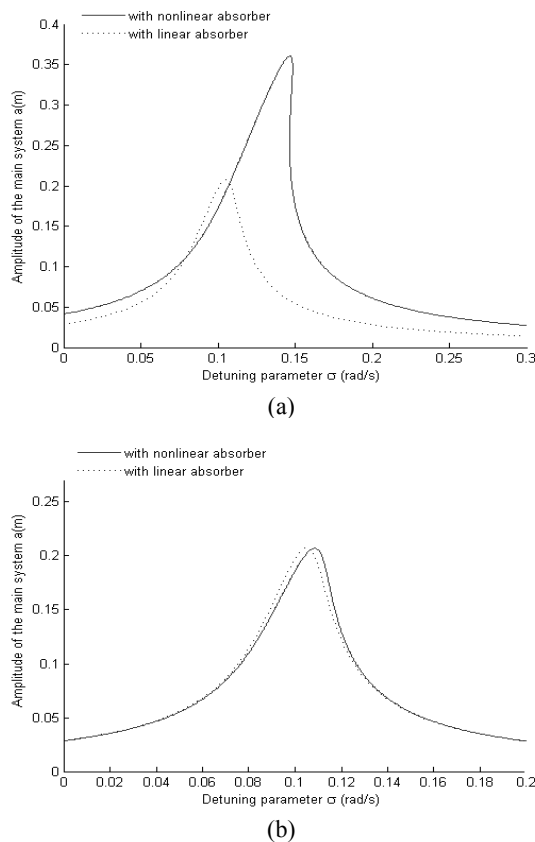 with nonlinear absorber
with linear absorber
0.4
0.35
0.3
0.25
0.2
0.15
0.1
0.05
0
Amplitude of the main system a(m)
0 0.05 0.1 0.15 0.2 0.25 0.3
Detuning parameter σ (rad/s)
(a)
with nonlinear absorber
with linear absorber
0.25
0.2
0.15
0.1
0.05
0
Amplitude of the main system a(m)
0 0.02 0.04 0.06 0.08 0.1 0.12 0.14 0.16 0.18 0.2
Detuning parameter σ (rad/s)
(b)